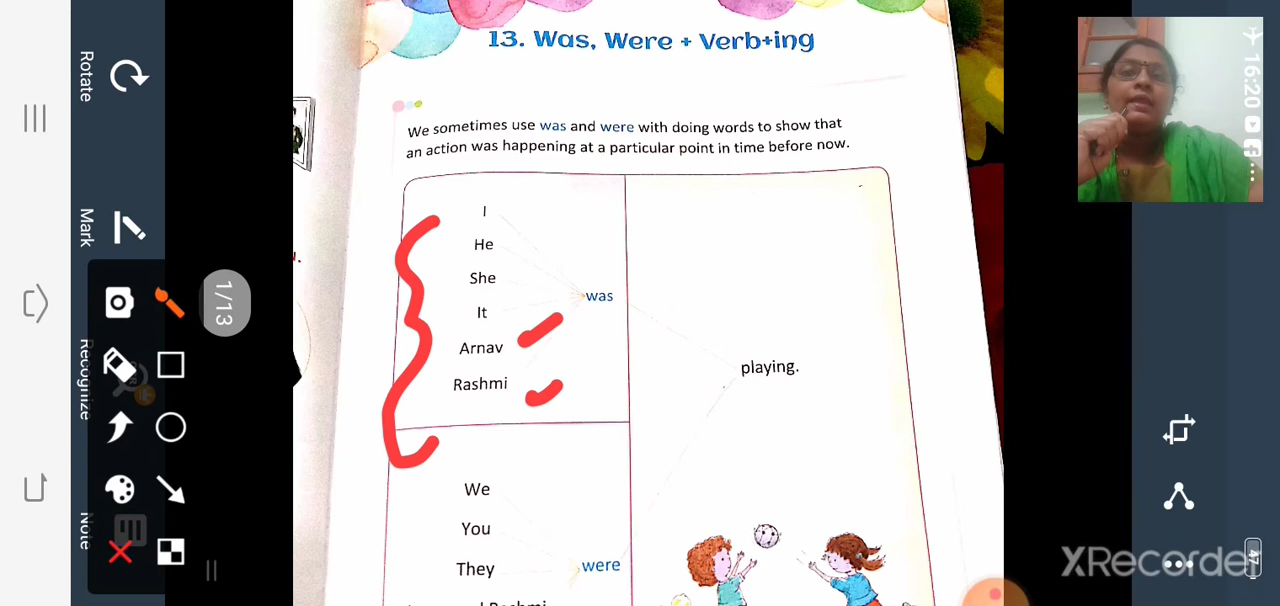 13. Was, Were + Verb+ing
We sometimes use was and were with doing words to show that
an action was happening at a particular point in time before now.
I
He
She
It
Arnav
Rashmi
was
playing.
We
You
They
were
Rotate
Mark
Recognize
Note
1/13
16:20
47
XRecorder